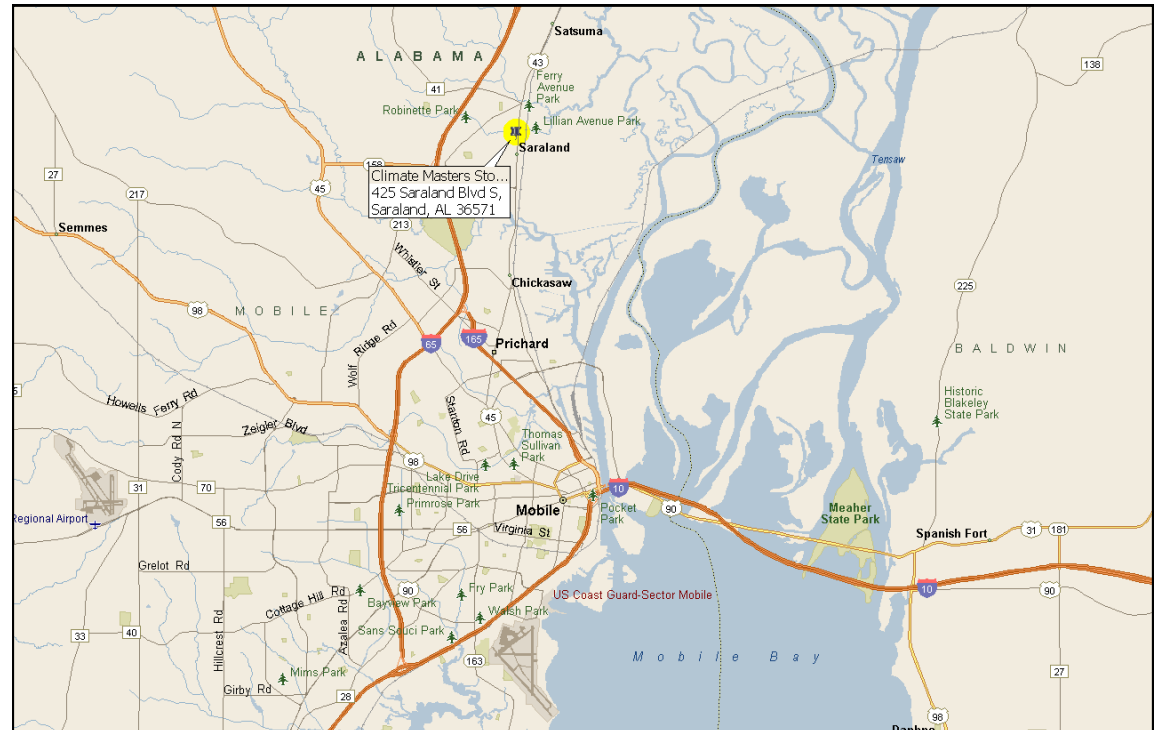 Satsuma
A L A B A M A
43
138
41
Ferry
Avenue
Park
Robinette Park
Lillian Avenue Park
Saraland
Tensaw
158
27
45
217
Climate Masters Sto...
425 Saraland Blvd S,
Saraland, AL 36571
213
Semmes
Whistler St
Chickasaw
225
98
M O B I L E
Wolf Ridge Rd
65
165
Prichard
B A L D W I N
Howells Ferry Rd
Historic
Blakeley
State Park
Stanton Rd
45
Zeigler Blvd
Cody Rd N
Thomas
Sullivan
Park
98
Lake Drive
Tricentennial Park
31
70
10
Primrose Park
Mobile
Pocket
Park
90
Meaher
State Park
Regional Airport
56
56
Virginia St
Spanish Fort
31
181
Grelot Rd
90
Fry Park
US Coast Guard-Sector Mobile
10
90
Cottage Hill Rd
Bayview Park
Walsh Park
Hillcrest Rd
Azalea Rd
33
40
Sans Souci Park
163
M o b i l e B a y
Mims Park
27
Girby Rd
28
98
Daphne